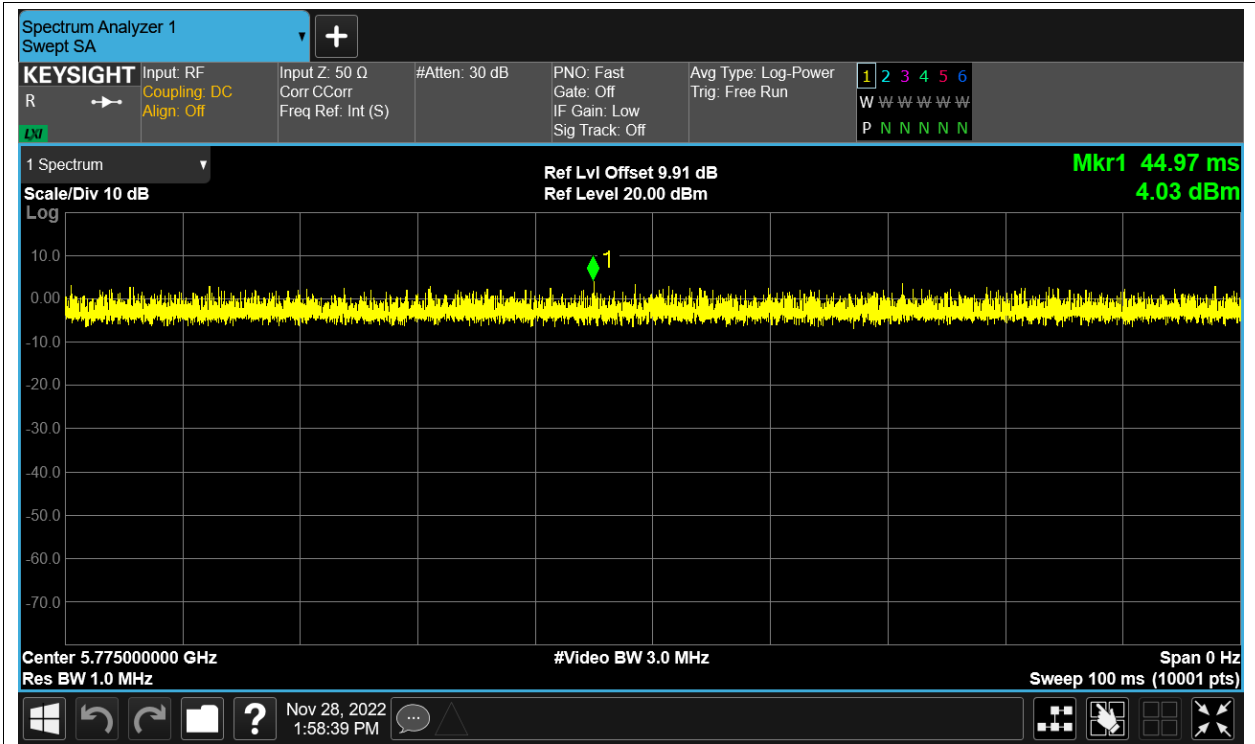 Spectrum Analyzer 1
Swept SA
KEYSIGHT
R
LXI
Input: RF
Coupling: DC
Align: Off
Input Z: 50 Ω
Corr CCorr
Freq Ref: Int (S)
#Atten: 30 dB
PNO: Fast
Gate: Off
IF Gain: Low
Sig Track: Off
Avg Type: Log-Power
Trig: Free Run
1 2 3 4 5 6
W W W W W W
P N N N N N
1 Spectrum
Scale/Div 10 dB
Log
Ref Lvl Offset 9.91 dB
Ref Level 20.00 dBm
Mkr1 44.97 ms
4.03 dBm
1
10.0
0.00
-10.0
-20.0
-30.0
-40.0
-50.0
-60.0
-70.0
Center 5.775000000 GHz
Res BW 1.0 MHz
#Video BW 3.0 MHz
Span 0 Hz
Sweep 100 ms (10001 pts)
?
Nov 28, 2022
1:58:39 PM